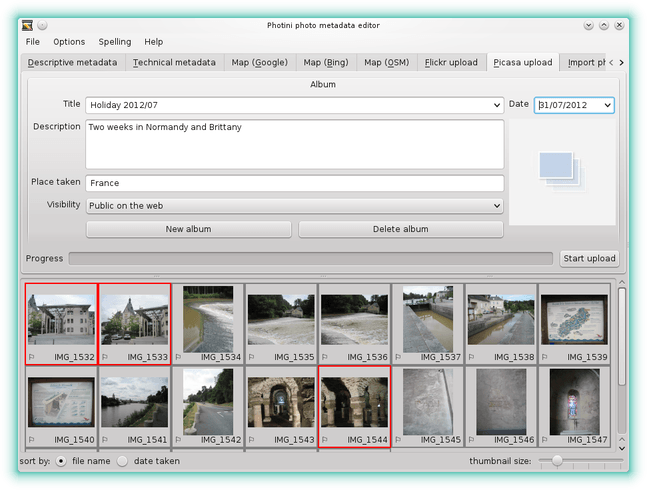 Photini photo metadata editor
File Options Spelling Help
Descriptive metadata Technical metadata Map (Google) Map (Bing) Map (OSM) Flickr upload Picasa upload Import ph
Album
Title Holiday 2012/07 Date 31/07/2012
Description Two weeks in Normandy and Brittany
Place taken France
Visibility Public on the web
New album Delete album
Progress Start upload
IMG_1532 IMG_1533 IMG_1534 IMG_1535 IMG_1536 IMG_1537 IMG_1538 IMG_1539
IMG_1540 IMG_1541 IMG_1542 IMG_1543 IMG_1544 IMG_1545 IMG_1546 IMG_1547
sort by: file name date taken thumbnail size: